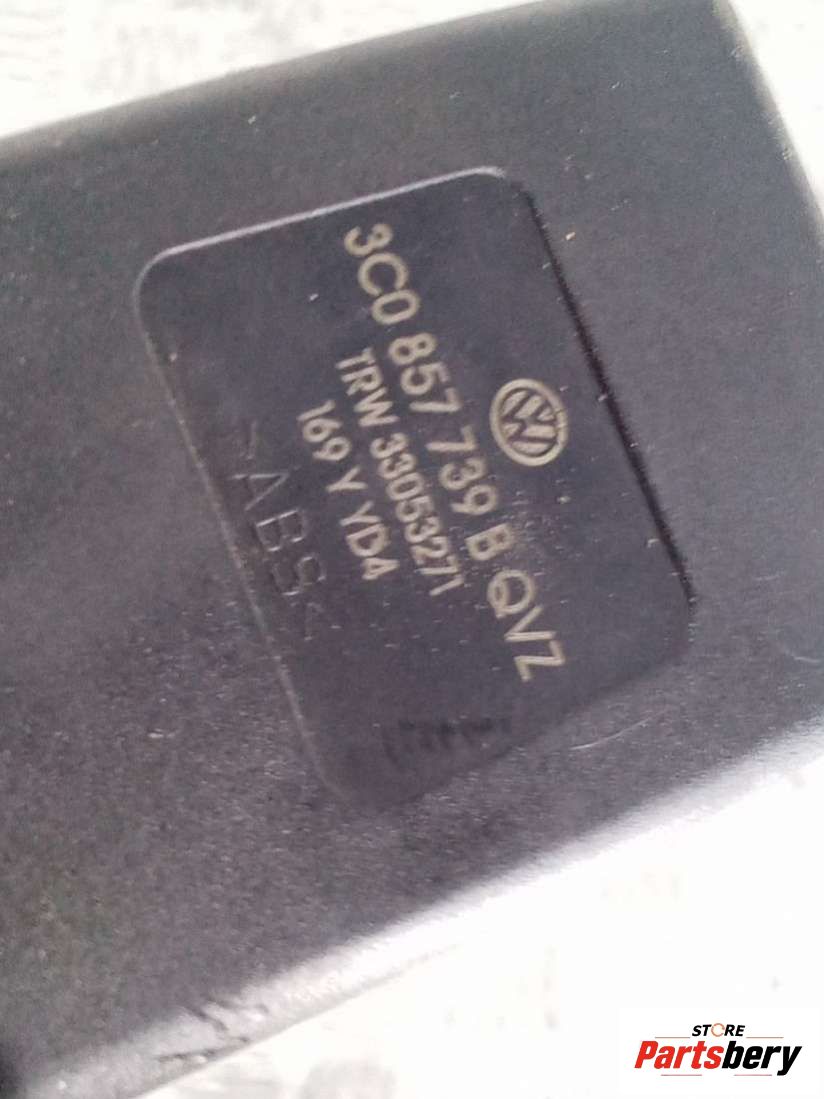 3C0 857 739 B QVZ
TRW 33053271
169 Y YDA
>ABS<
STORE
Partsbery